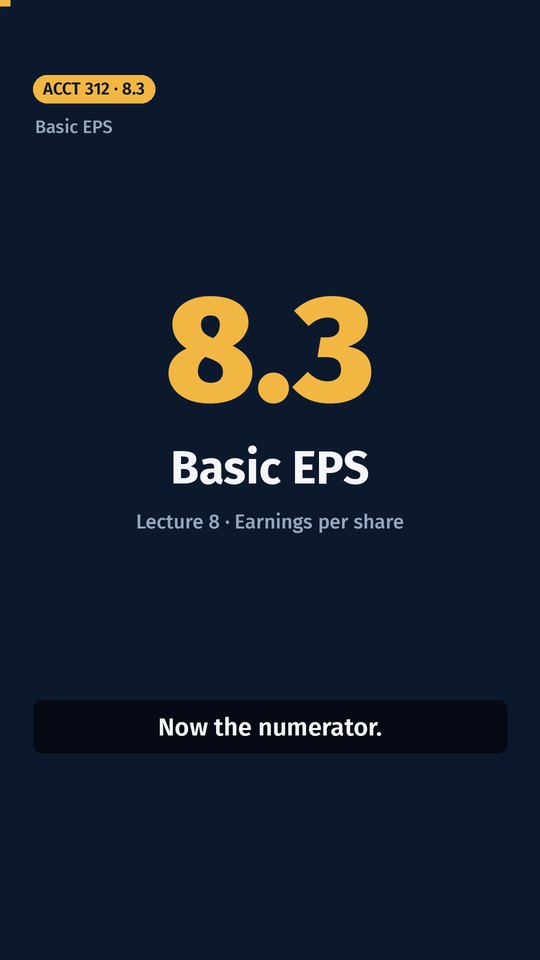 ACCT 312 · 8.3
Basic EPS
8.3
Basic EPS
Lecture 8 · Earnings per share
Now the numerator.